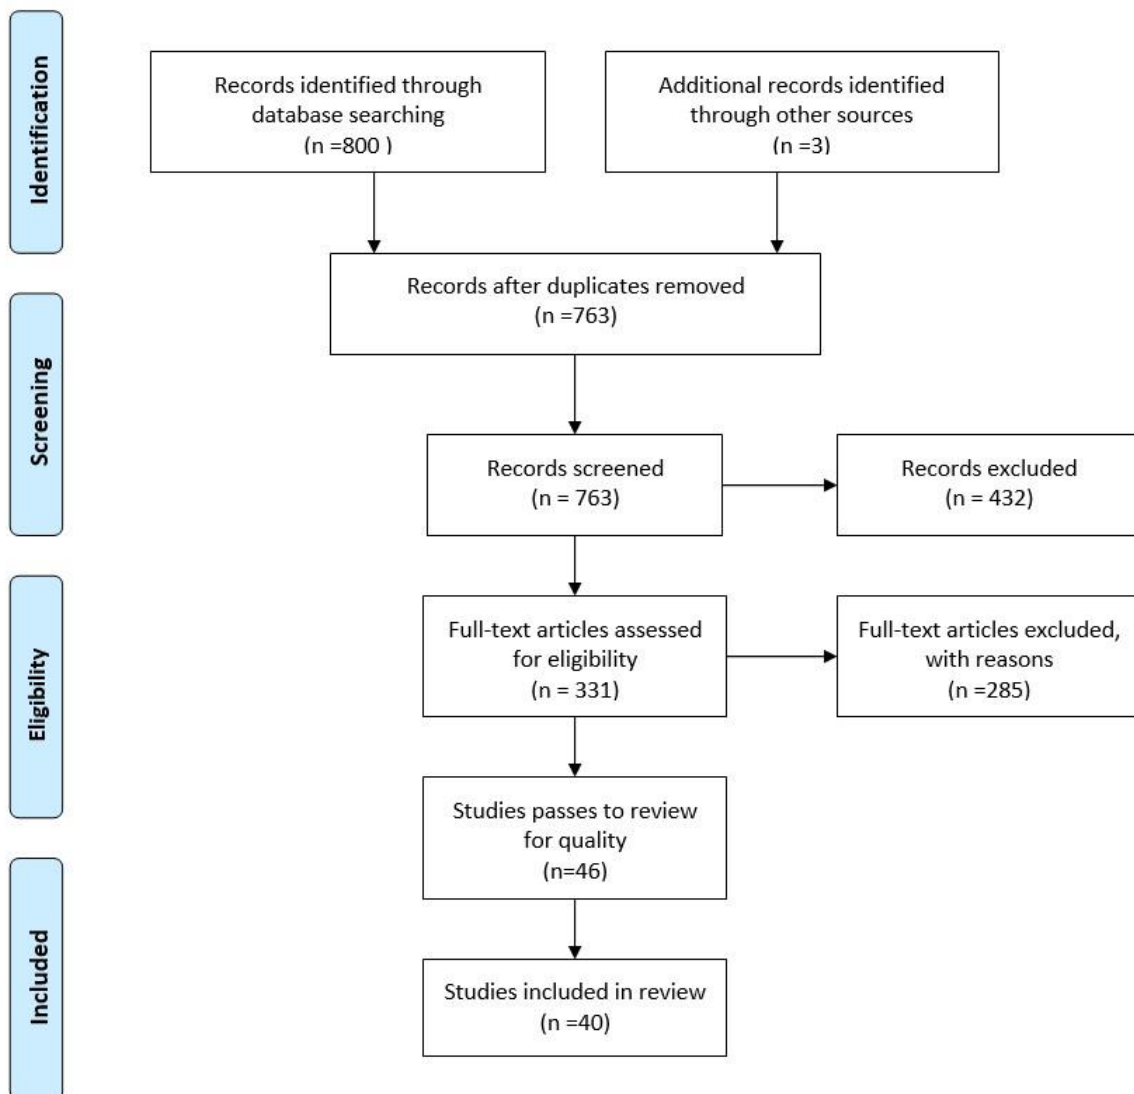 Identification
Records identified through
database searching
(n =800 )
Additional records identified
through other sources
(n =3)
Records after duplicates removed
(n =763)
Screening
Records screened
(n = 763)
Records excluded
(n = 432)
Eligibility
Full-text articles assessed
for eligibility
(n = 331)
Full-text articles excluded,
with reasons
(n =285)
Studies passes to review
for quality
(n=46)
Included
Studies included in review
(n =40)